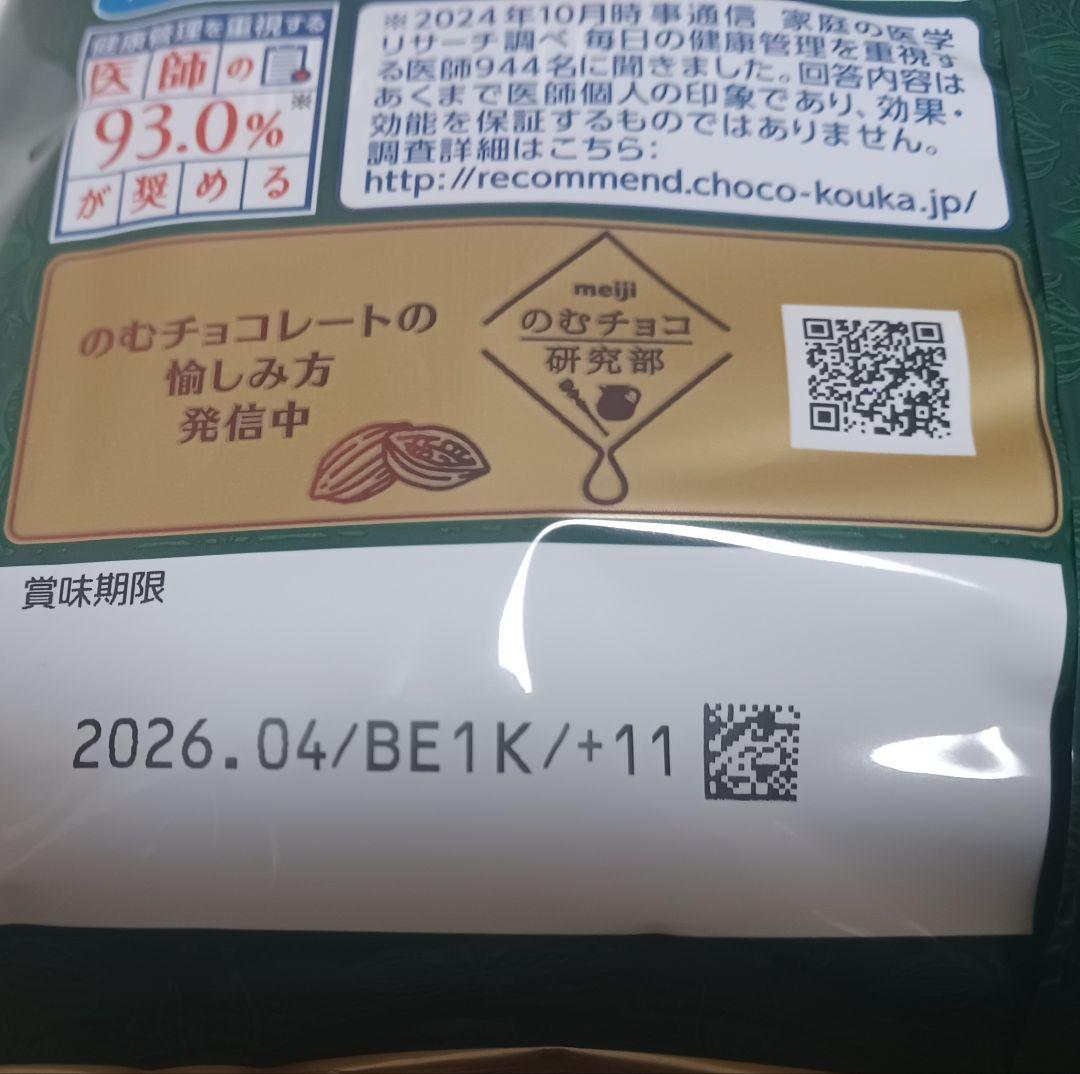 健康管理を重視する
医師の
93.0%※
が奨める
※2024年10月時事通信 家庭の医学
リサーチ調べ 毎日の健康管理を重視す
る医師944名に聞きました。回答内容は
あくまで医師個人の印象であり、効果・
効能を保証するものではありません。
調査詳細はこちら:
http://recommend.choco-kouka.jp/
のむチョコレートの
愉しみ方
発信中
meiji
のむチョコ
研究部
賞味期限
2026.04/BE1K/+11